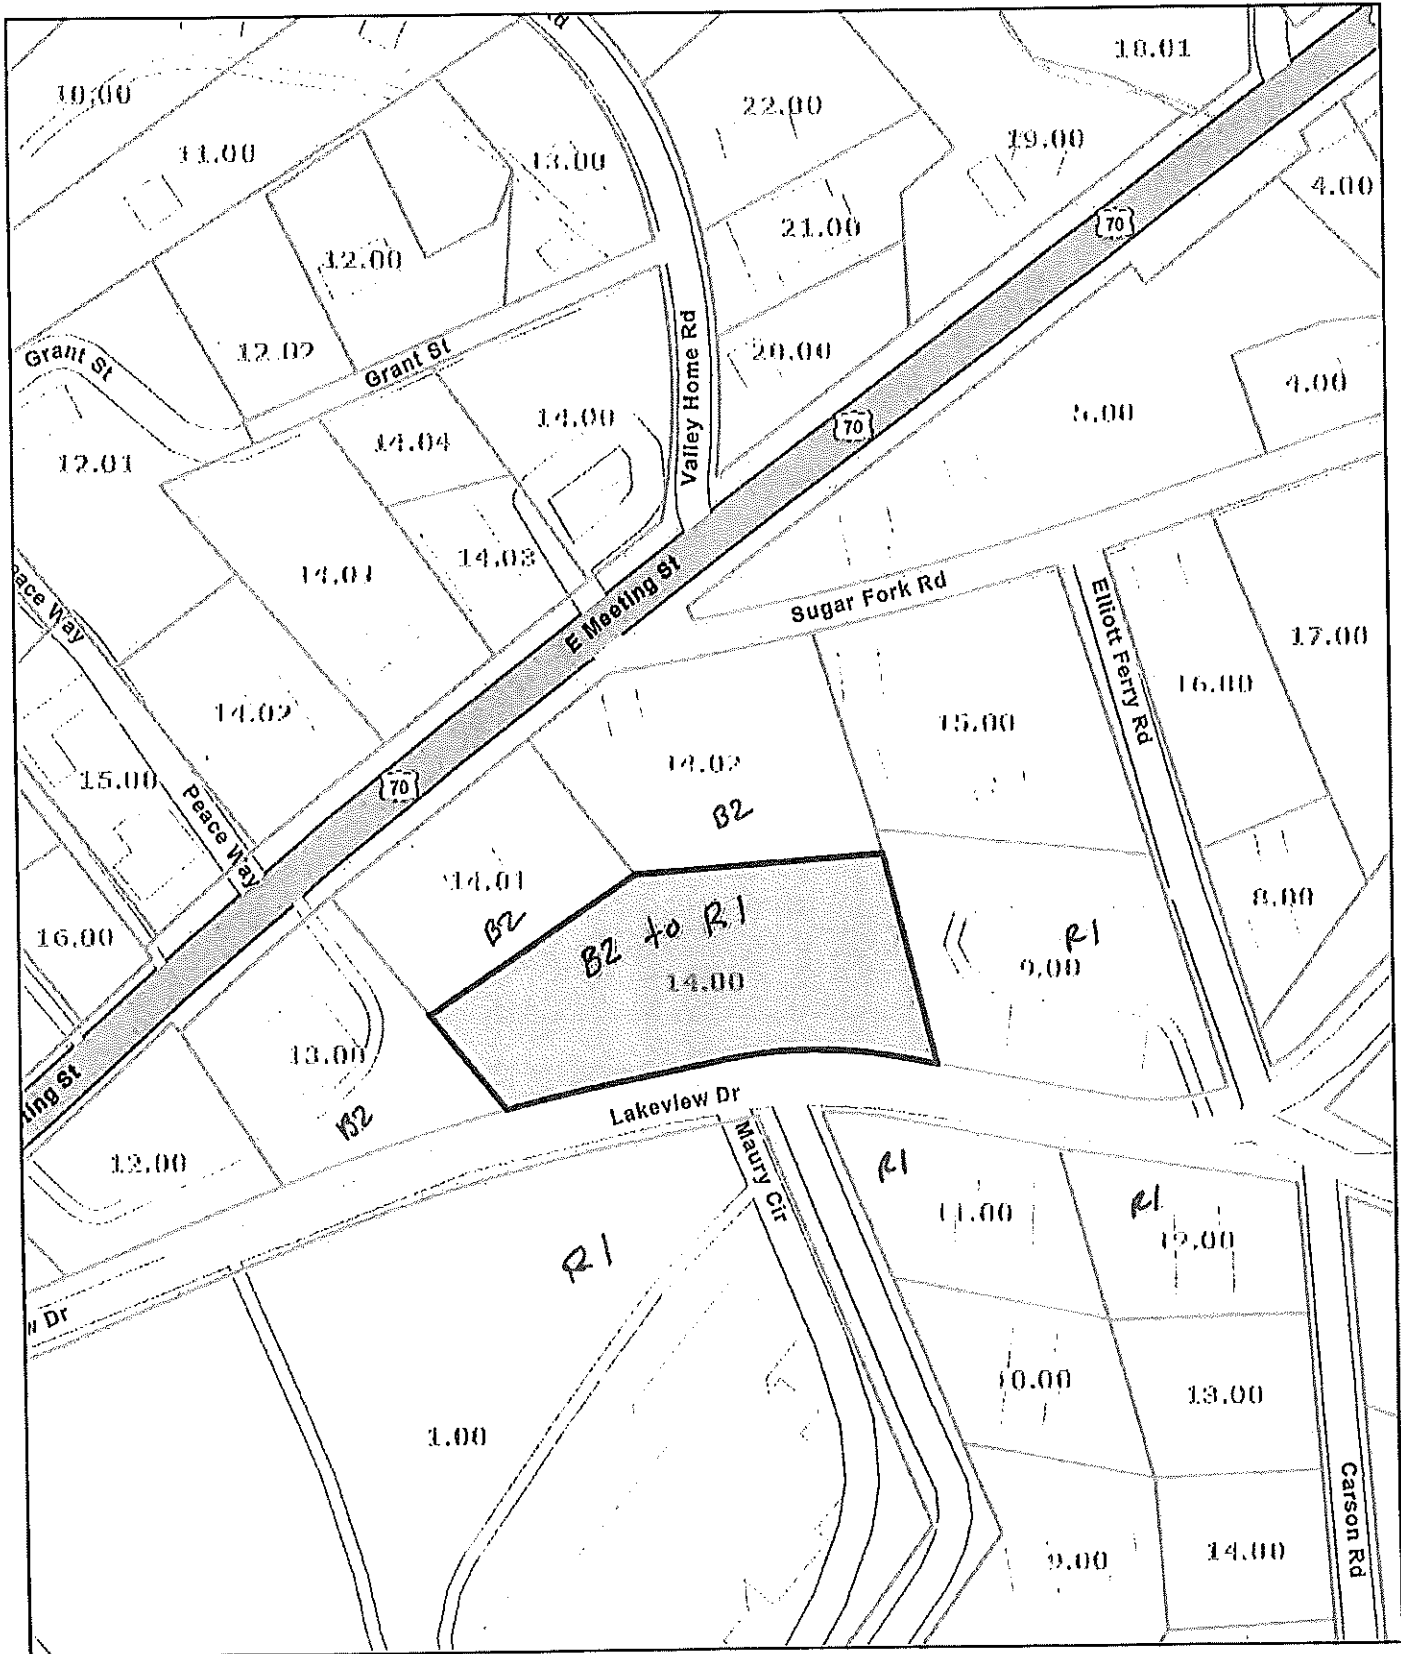 18.01
10.00
22.00
11.00
13.00
19.00
4.00
21.00
70
12.00
Valley Home Rd
12.02
Grant St
Grant St
20.00
4.00
5.00
14.00
14.04
70
12.01
14.03
14.01
E Meeting St
Sugar Fork Rd
Elliott Ferry Rd
17.00
ace Way
16.00
14.02
15.00
14.02
15.00
70
Peace Way
B2
14.01
B2
8.00
16.00
B2 to R1
14.00
R1
9.00
13.00
B2
ting St
Lakeview Dr
Maury Cir
12.00
R1
11.00
R1
12.00
R1
w Dr
10.00
13.00
1.00
Carson Rd
9.00
14.00